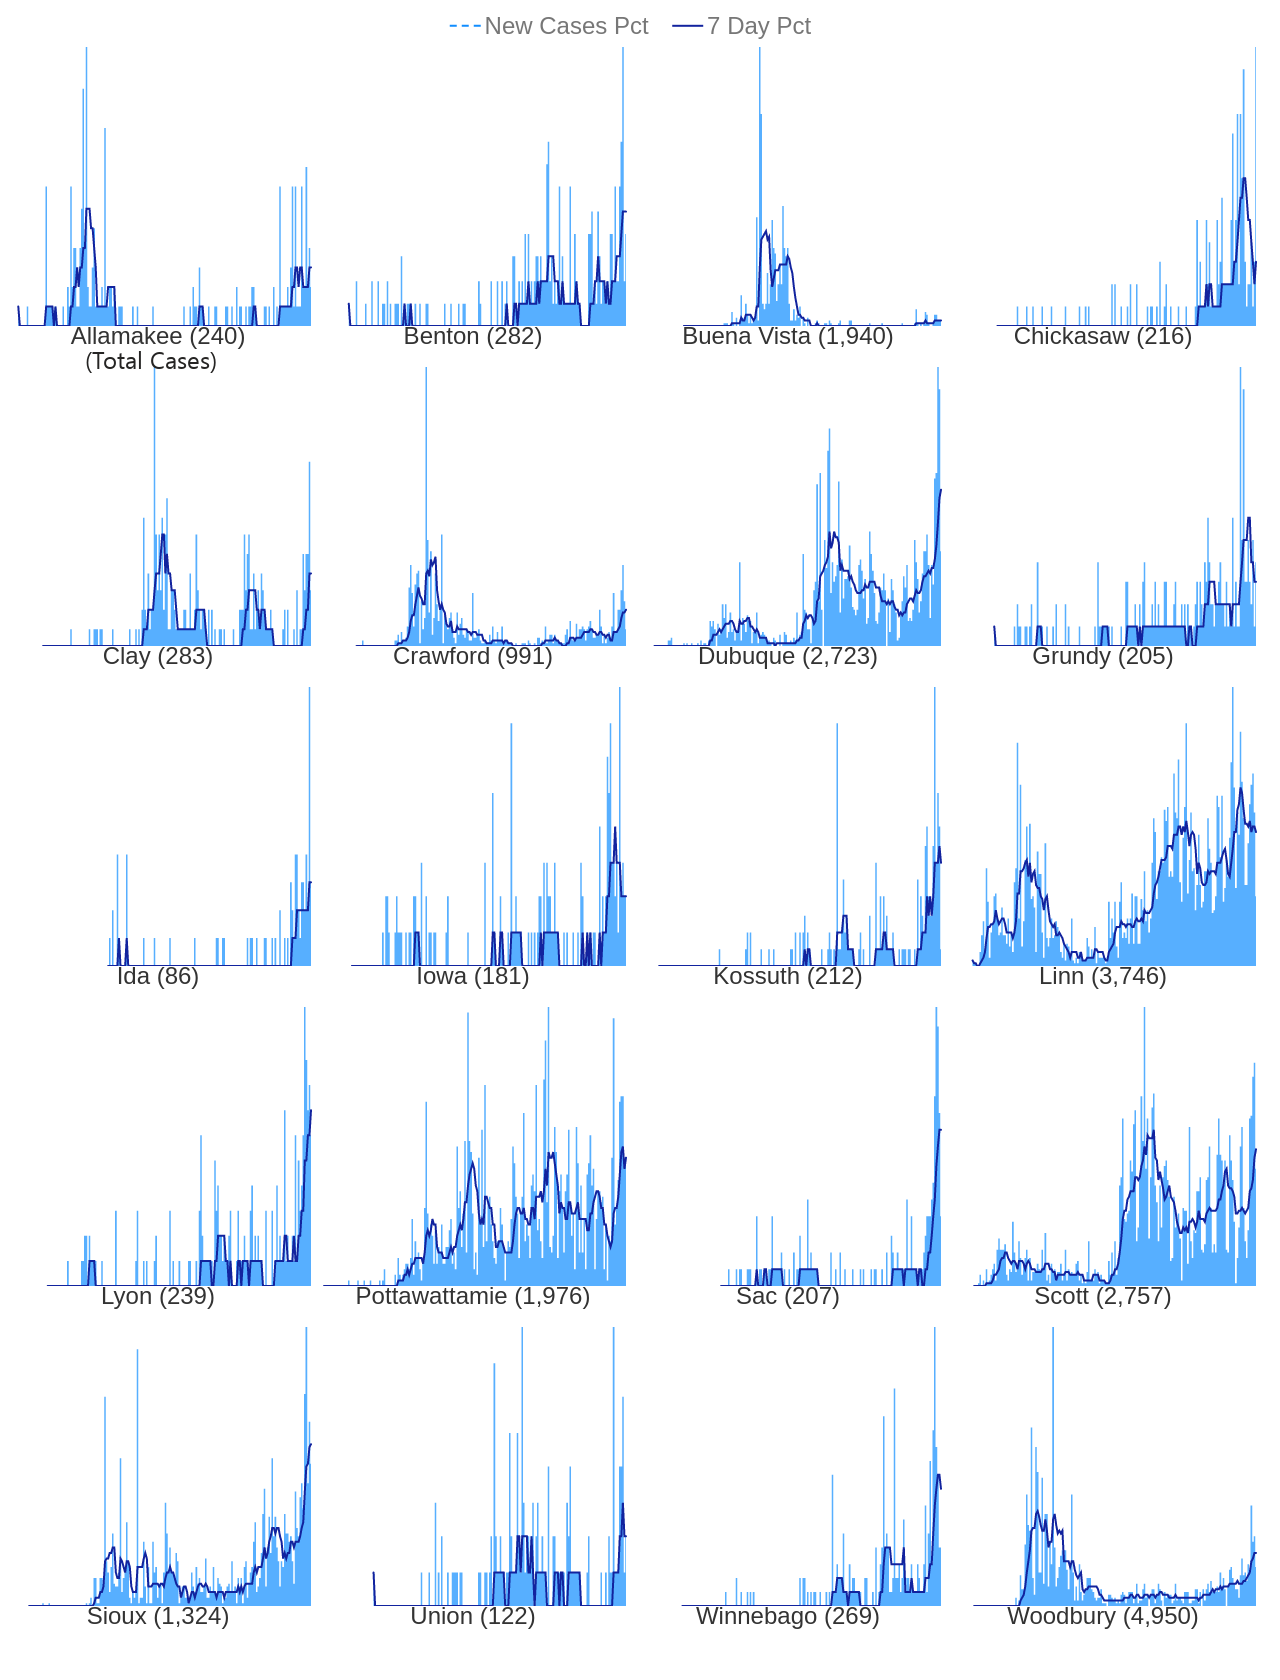 New Cases Pct 7 Day Pct
Allamakee (240) Benton (282) Buena Vista (1,940) Chickasaw (216)
(Total Cases)
Clay (283) Crawford (991) Dubuque (2,723) Grundy (205)
Ida (86) Iowa (181) Kossuth (212) Linn (3,746)
Lyon (239) Pottawattamie (1,976) Sac (207) Scott (2,757)
Sioux (1,324) Union (122) Winnebago (269) Woodbury (4,950)